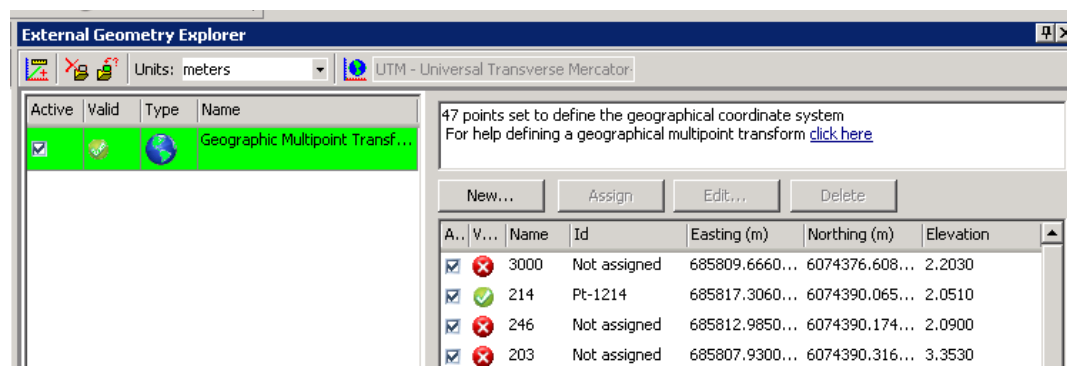 External Geometry Explorer
Units: meters UTM - Universal Transverse Mercator
Active Valid Type Name
Geographic Multipoint Transf...
47 points set to define the geographical coordinate system
For help defining a geographical multipoint transform click here
New... Assign Edit... Delete
A.. V... Name Id Easting (m) Northing (m) Elevation
3000 Not assigned 685809.6660... 6074376.608... 2.2030
214 Pt-1214 685817.3060... 6074390.065... 2.0510
246 Not assigned 685812.9850... 6074390.174... 2.0900
203 Not assigned 685807.9300... 6074390.316... 3.3530